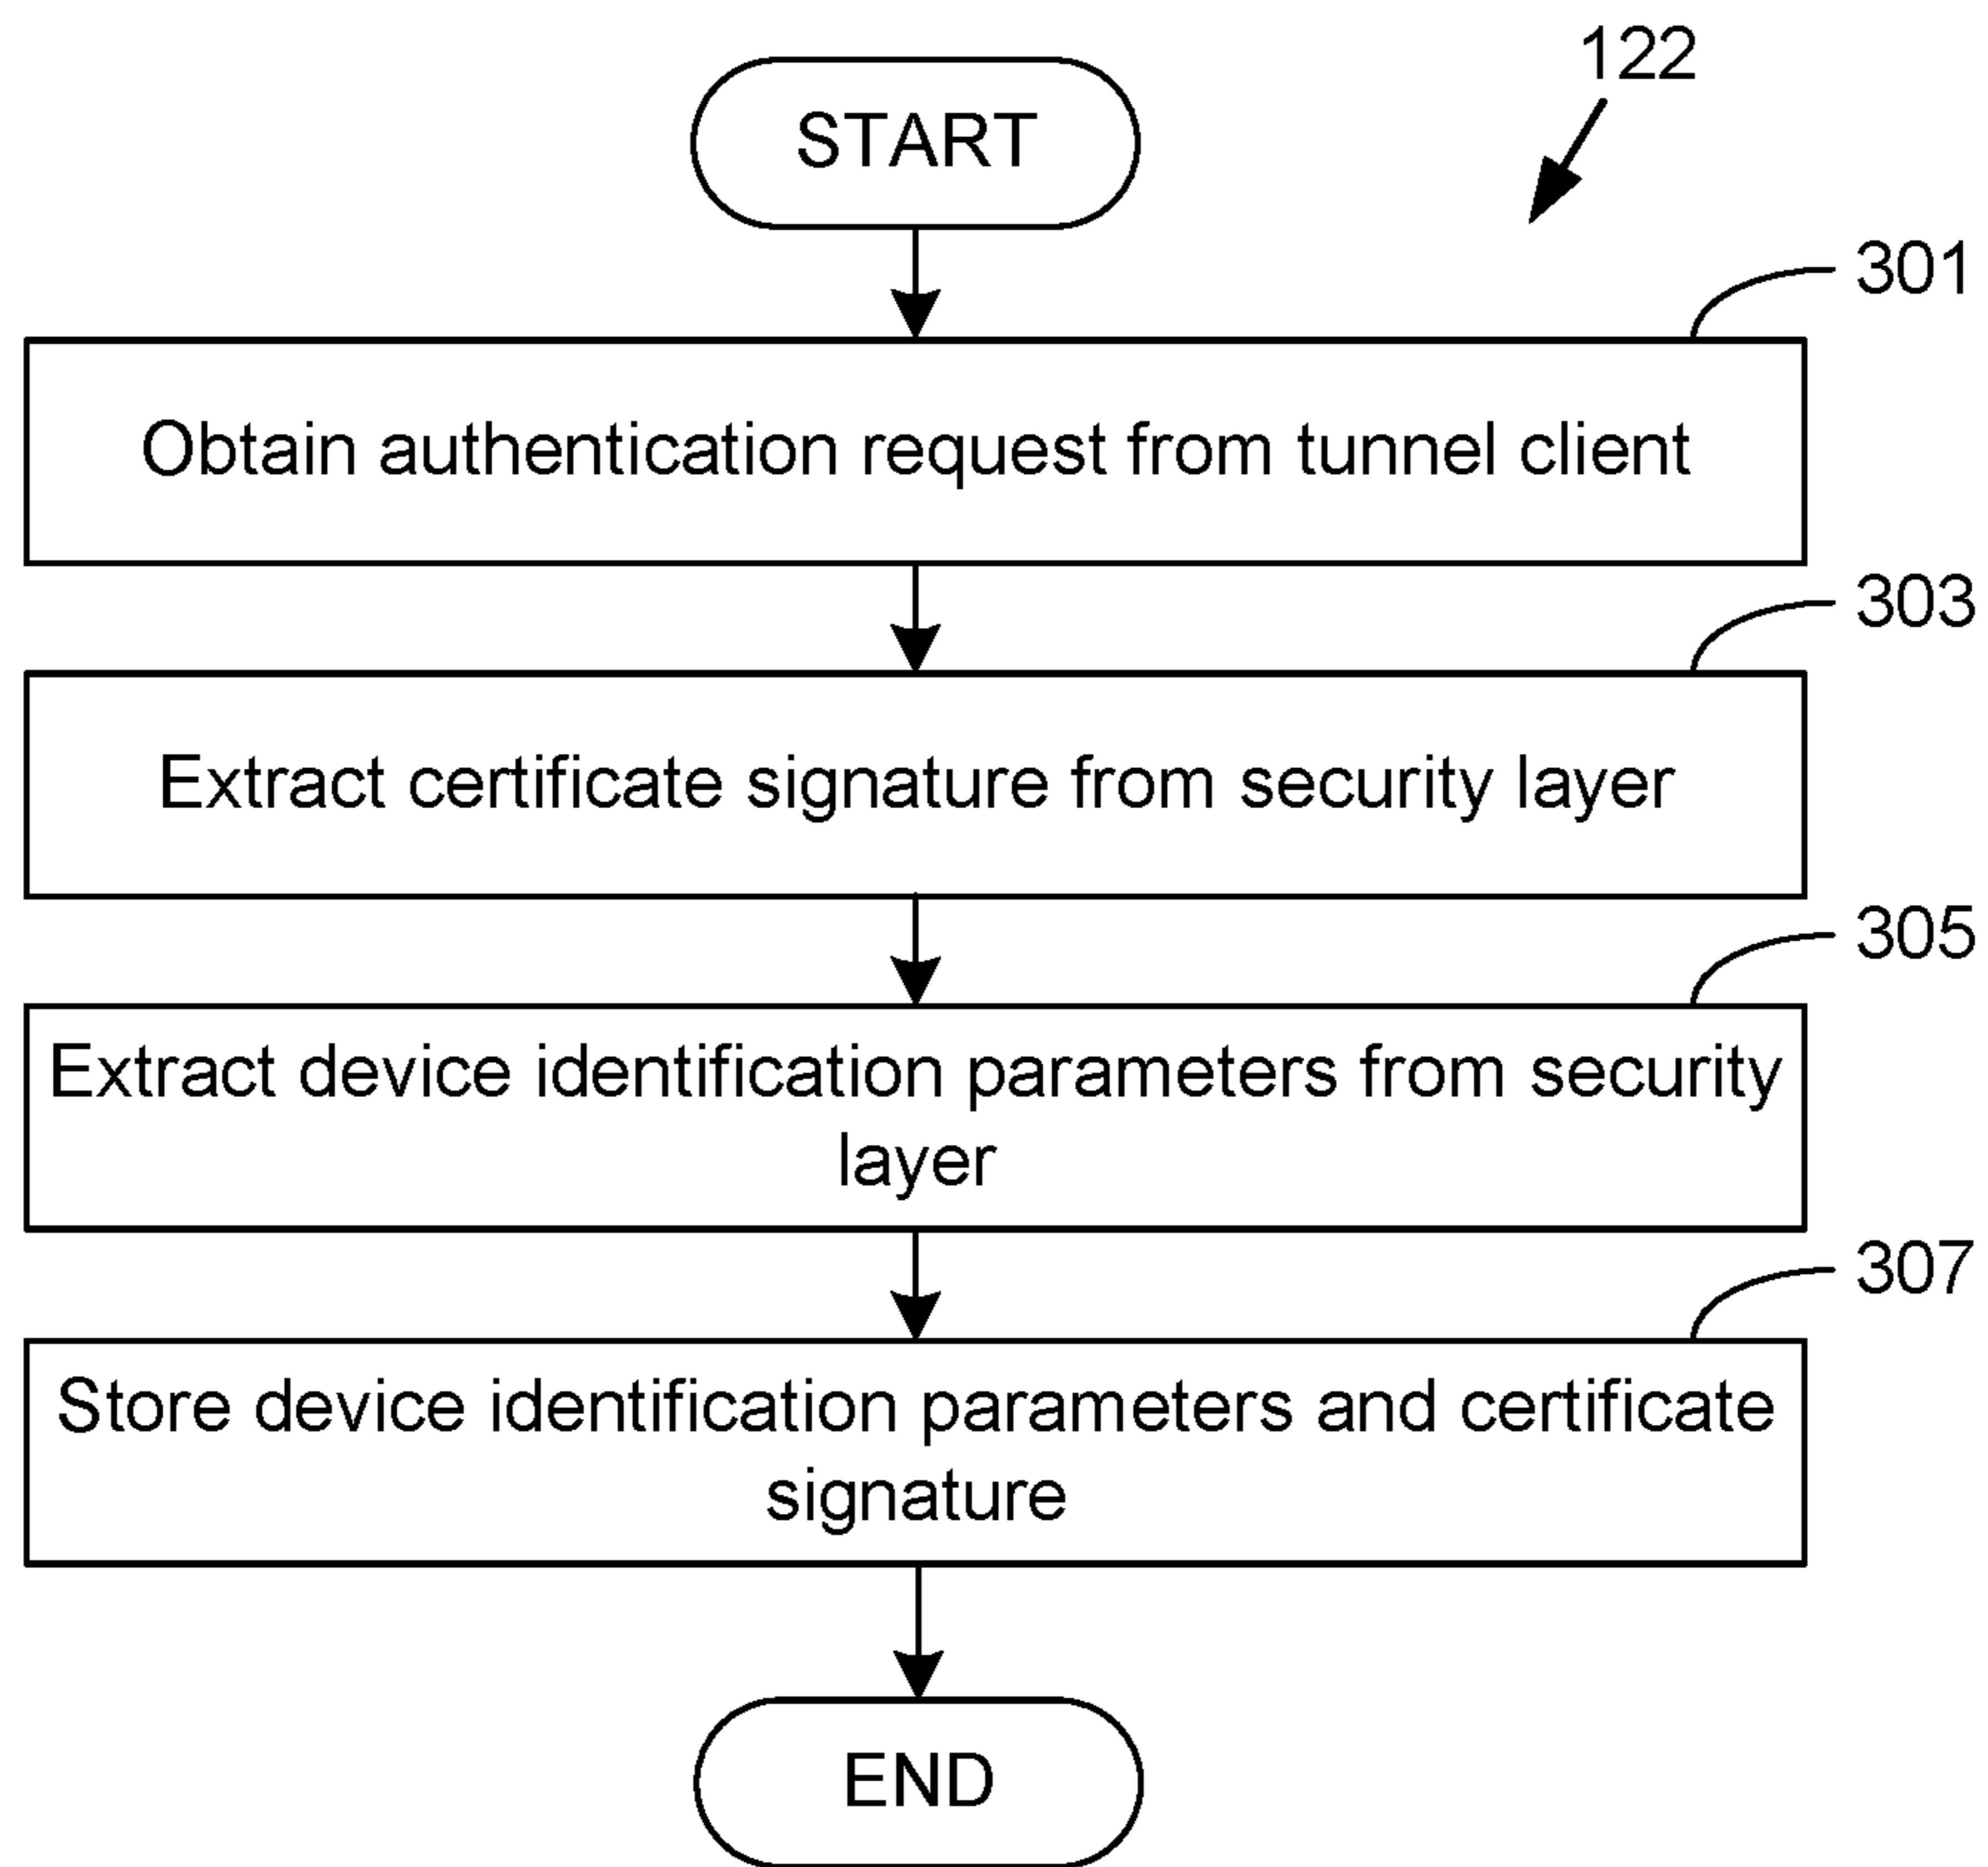 122
START
301
Obtain authentication request from tunnel client
303
Extract certificate signature from security layer
305
Extract device identification parameters from security
layer
307
Store device identification parameters and certificate
signature
END